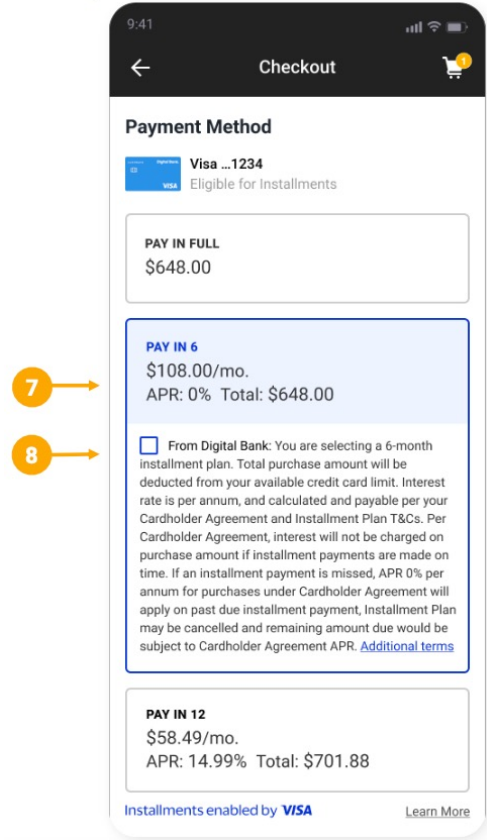 9:41
Checkout
1
Payment Method
Visa ...1234
Eligible for Installments
Digital Bank
VISA
PAY IN FULL
$648.00
PAY IN 6
7
$108.00/mo.
APR: 0% Total: $648.00
8
From Digital Bank: You are selecting a 6-month
installment plan. Total purchase amount will be
deducted from your available credit card limit. Interest
rate is per annum, and calculated and payable per your
Cardholder Agreement and Installment Plan T&Cs. Per
Cardholder Agreement, interest will not be charged on
purchase amount if installment payments are made on
time. If an installment payment is missed, APR 0% per
annum for purchases under Cardholder Agreement will
apply on past due installment payment, Installment Plan
may be cancelled and remaining amount due would be
subject to Cardholder Agreement APR. Additional terms
PAY IN 12
$58.49/mo.
APR: 14.99% Total: $701.88
Installments enabled by VISA
Learn More